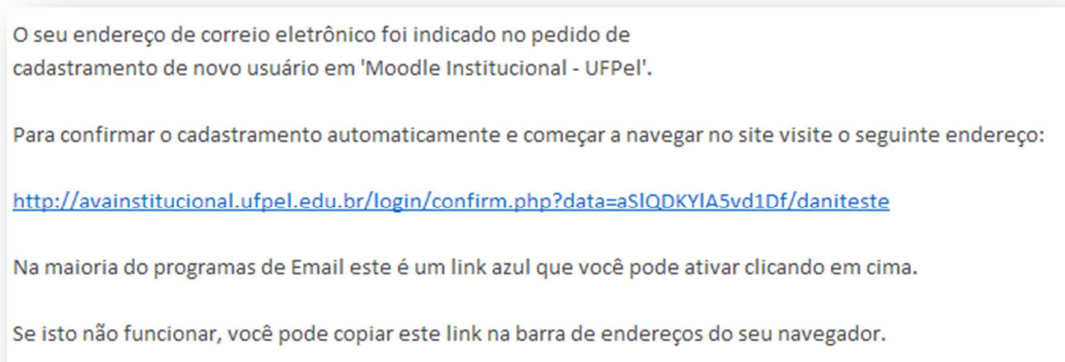 O seu endereço de correio eletrônico foi indicado no pedido de
cadastramento de novo usuário em 'Moodle Institucional - UFPel'.
Para confirmar o cadastramento automaticamente e começar a navegar no site visite o seguinte endereço:
http://avainstitucional.ufpel.edu.br/login/confirm.php?data=aSlQDKYlA5vd1Df/daniteste
Na maioria do programas de Email este é um link azul que você pode ativar clicando em cima.
Se isto não funcionar, você pode copiar este link na barra de endereços do seu navegador.